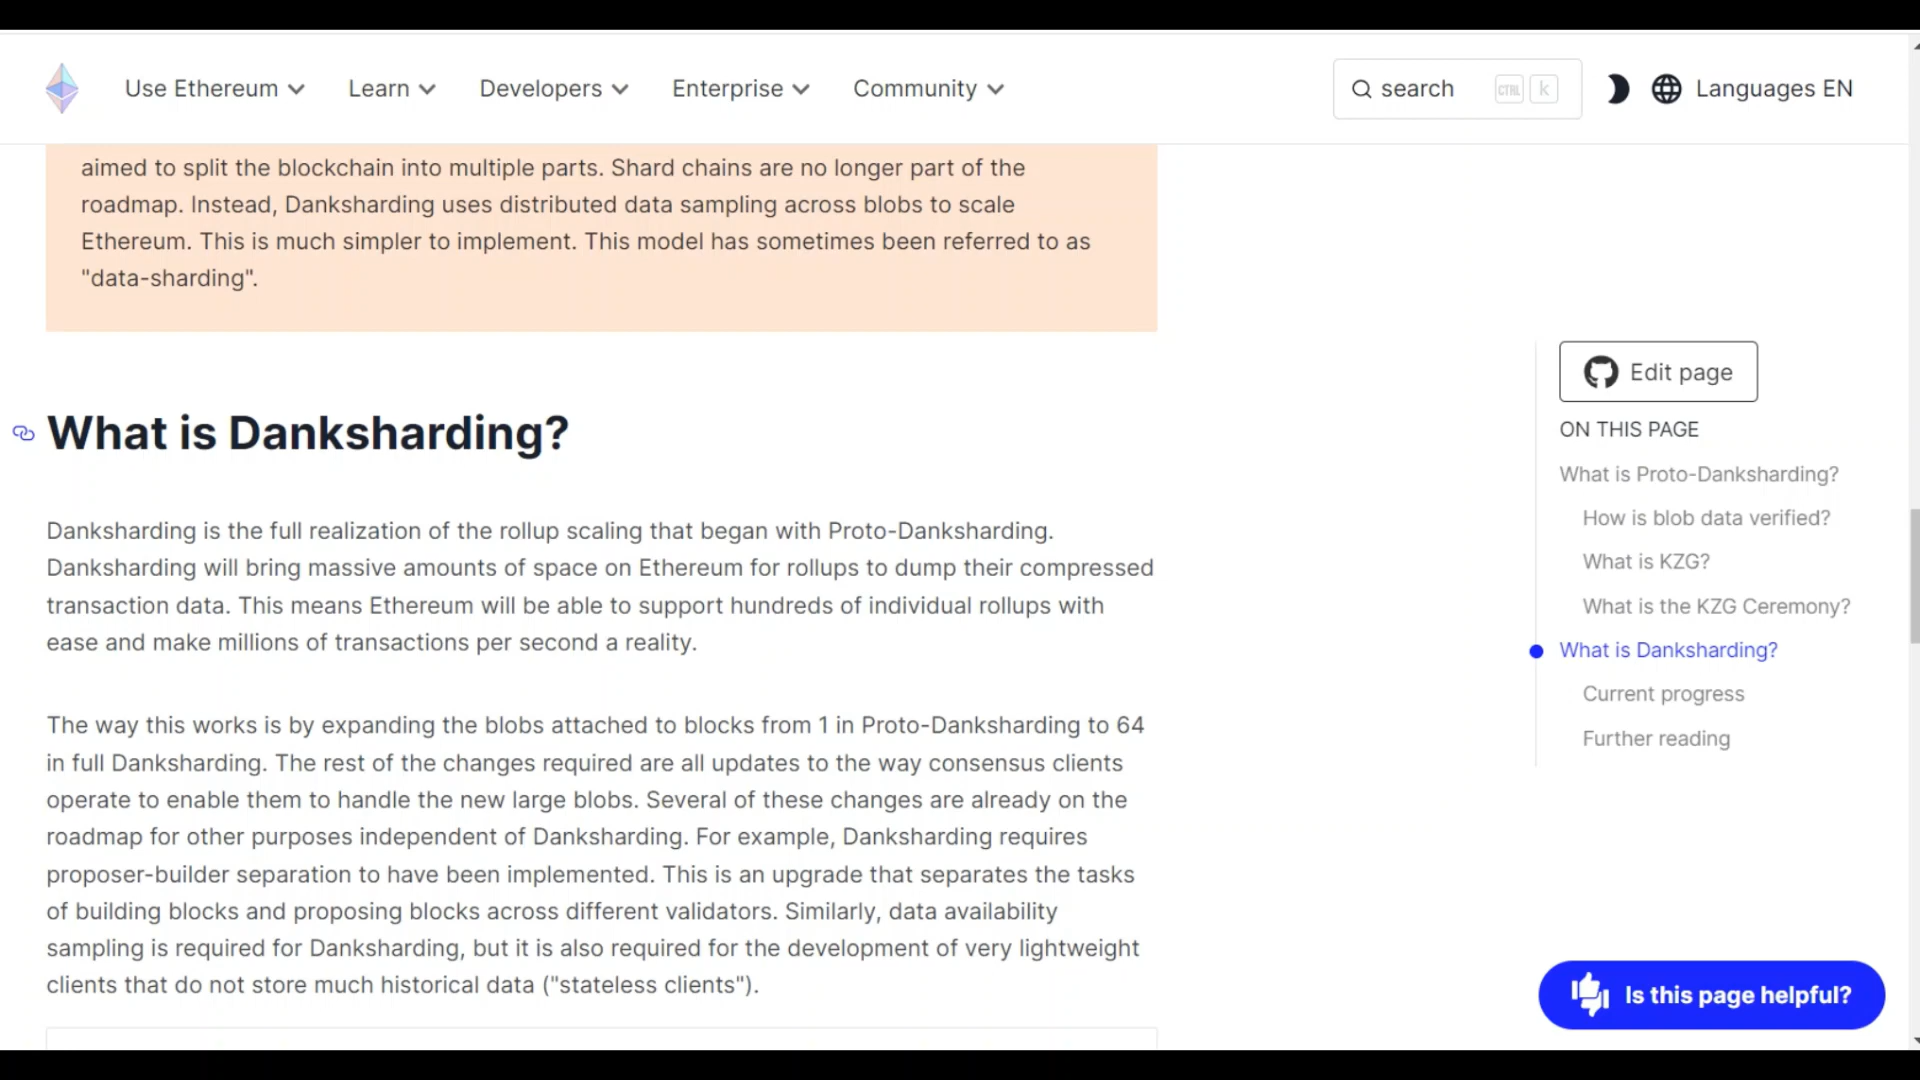 Use Ethereum Learn Developers Enterprise Community search CTRL k Languages EN
aimed to split the blockchain into multiple parts. Shard chains are no longer part of the
roadmap. Instead, Danksharding uses distributed data sampling across blobs to scale
Ethereum. This is much simpler to implement. This model has sometimes been referred to as
"data-sharding".
What is Danksharding?
Danksharding is the full realization of the rollup scaling that began with Proto-Danksharding.
Danksharding will bring massive amounts of space on Ethereum for rollups to dump their compressed
transaction data. This means Ethereum will be able to support hundreds of individual rollups with
ease and make millions of transactions per second a reality.
The way this works is by expanding the blobs attached to blocks from 1 in Proto-Danksharding to 64
in full Danksharding. The rest of the changes required are all updates to the way consensus clients
operate to enable them to handle the new large blobs. Several of these changes are already on the
roadmap for other purposes independent of Danksharding. For example, Danksharding requires
proposer-builder separation to have been implemented. This is an upgrade that separates the tasks
of building blocks and proposing blocks across different validators. Similarly, data availability
sampling is required for Danksharding, but it is also required for the development of very lightweight
clients that do not store much historical data ("stateless clients").
Edit page
ON THIS PAGE
What is Proto-Danksharding?
How is blob data verified?
What is KZG?
What is the KZG Ceremony?
What is Danksharding?
Current progress
Further reading
Is this page helpful?